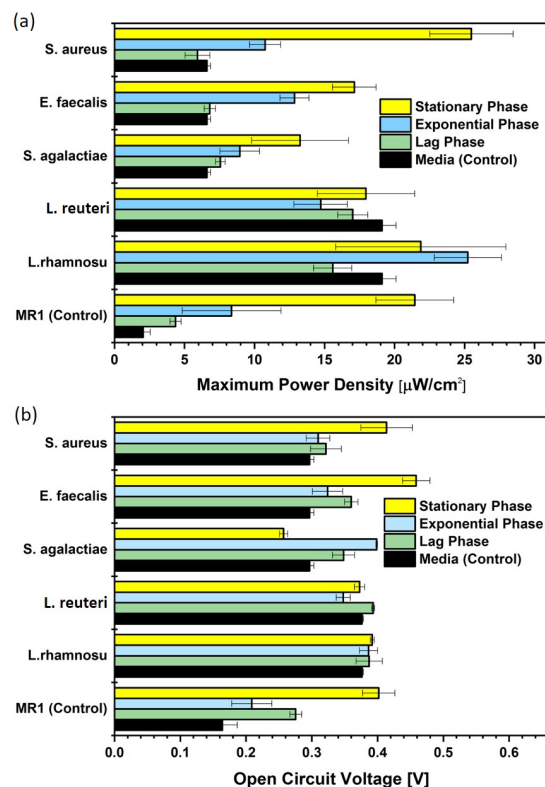 (a)
S. aureus
E. faecalis
S. agalactiae
L. reuteri
L.rhamnosu
MR1 (Control)
Stationary Phase
Exponential Phase
Lag Phase
Media (Control)
0 5 10 15 20 25 30
Maximum Power Density [μW/cm²]
(b)
S. aureus
E. faecalis
S. agalactiae
L. reuteri
L.rhamnosu
MR1 (Control)
Stationary Phase
Exponential Phase
Lag Phase
Media (Control)
0.0 0.1 0.2 0.3 0.4 0.5 0.6
Open Circuit Voltage [V]